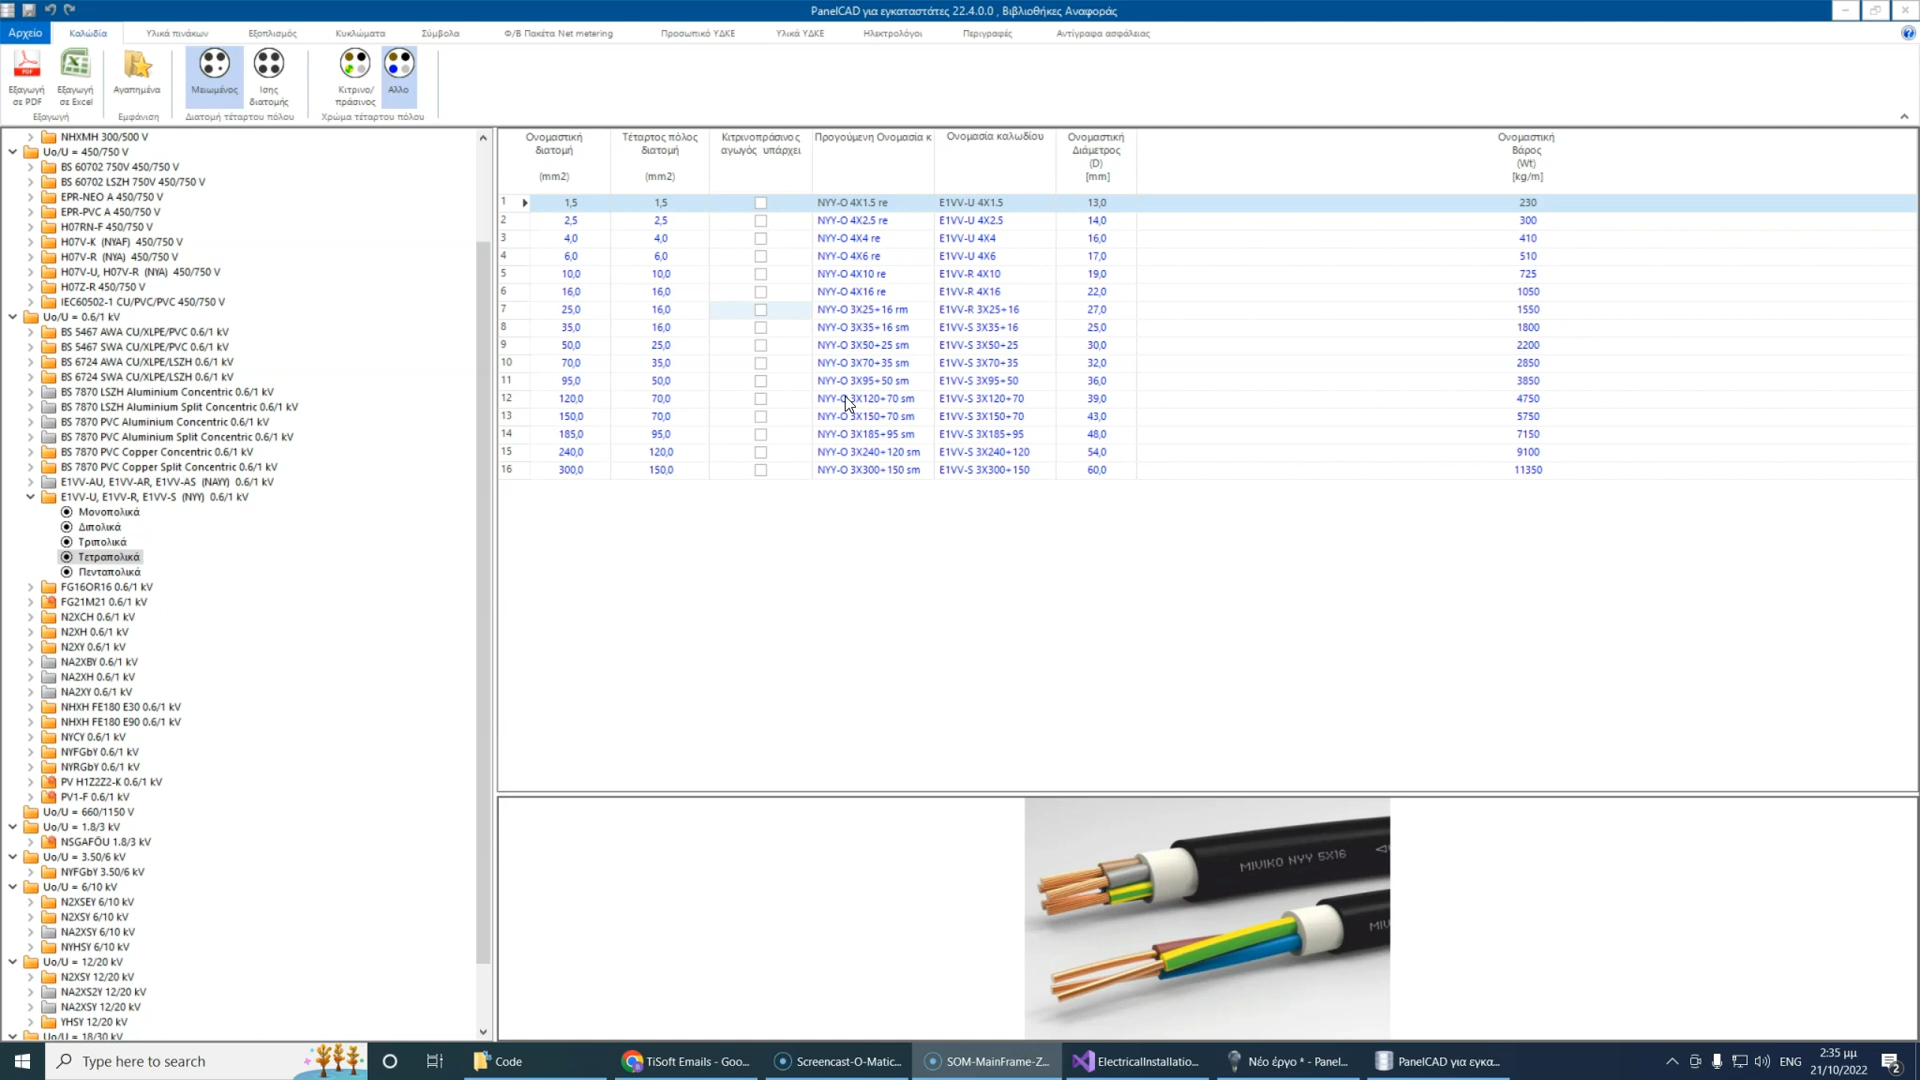 PanelCAD για εγκαταστάτες 22.4.0.0 , Βιβλιοθήκες Αναφοράς
Αρχείο
Καλώδια
Υλικά πινάκων
Εξοπλισμός
Κυκλώματα
Σύμβολα
Φ/Β Πακέτα Net metering
Προσωπικό ΥΔΚΕ
Υλικά ΥΔΚΕ
Ηλεκτρολόγοι
Περιγραφές
Αντίγραφα ασφάλειας
Εξαγωγή σε PDF
Εξαγωγή σε Excel
Αγαπημένα
Μειωμένος
Ισης διατομής
Κιτρινο/πράσινος
Αλλο
Εξαγωγή
Εμφάνιση
Διατομή τέταρτου πόλου
Χρώμα τέταρτου πόλου
NHXMH 300/500 V
Uo/U = 450/750 V
BS 60702 750V 450/750 V
BS 60702 LSZH 750V 450/750 V
EPR-NEO A 450/750 V
EPR-PVC A 450/750 V
H07RN-F 450/750 V
H07V-K (NYAF) 450/750 V
H07V-R (NYA) 450/750 V
H07V-U, H07V-R (NYA) 450/750 V
H07Z-R 450/750 V
IEC60502-1 CU/PVC/PVC 450/750 V
Uo/U = 0.6/1 kV
BS 5467 AWA CU/XLPE/PVC 0.6/1 kV
BS 5467 SWA CU/XLPE/PVC 0.6/1 kV
BS 6724 AWA CU/XLPE/LSZH 0.6/1 kV
BS 6724 SWA CU/XLPE/LSZH 0.6/1 kV
BS 7870 LSZH Aluminium Concentric 0.6/1 kV
BS 7870 LSZH Aluminium Split Concentric 0.6/1 kV
BS 7870 PVC Aluminium Concentric 0.6/1 kV
BS 7870 PVC Aluminium Split Concentric 0.6/1 kV
BS 7870 PVC Copper Concentric 0.6/1 kV
BS 7870 PVC Copper Split Concentric 0.6/1 kV
E1VV-AU, E1VV-AR, E1VV-AS (NAYY) 0.6/1 kV
E1VV-U, E1VV-R, E1VV-S (NYY) 0.6/1 kV
Μονοπολικά
Διπολικά
Τριπολικά
Τετραπολικά
Πενταπολικά
FG16OR16 0.6/1 kV
FG21M21 0.6/1 kV
N2XCH 0.6/1 kV
N2XH 0.6/1 kV
N2XY 0.6/1 kV
NA2XBY 0.6/1 kV
NA2XH 0.6/1 kV
NA2XY 0.6/1 kV
NHXH FE180 E30 0.6/1 kV
NHXH FE180 E90 0.6/1 kV
NYCY 0.6/1 kV
NYFGbY 0.6/1 kV
NYRGbY 0.6/1 kV
PV H1Z2Z2-K 0.6/1 kV
PV1-F 0.6/1 kV
Uo/U = 660/1150 V
Uo/U = 1.8/3 kV
NSGAFÖU 1.8/3 kV
Uo/U = 3.50/6 kV
NYFGbY 3.50/6 kV
Uo/U = 6/10 kV
N2XSEY 6/10 kV
N2XSY 6/10 kV
NA2XSY 6/10 kV
NYHSY 6/10 kV
Uo/U = 12/20 kV
N2XSY 12/20 kV
NA2XS2Y 12/20 kV
NA2XSY 12/20 kV
YHSY 12/20 kV
Uo/U = 18/30 kV
Ονομαστική διατομή (mm2)
Τέταρτος πόλος διατομή (mm2)
Κιτρινοπράσινος αγωγός υπάρχει
Προγούμενη Ονομασία κ
Ονομασία καλωδίου
Ονομαστική Διάμετρος (D) [mm]
Ονομαστική Βάρος (Wt) [kg/m]
1 1,5 1,5 NYY-O 4X1.5 re E1VV-U 4X1.5 13,0 230
2 2,5 2,5 NYY-O 4X2.5 re E1VV-U 4X2.5 14,0 300
3 4,0 4,0 NYY-O 4X4 re E1VV-U 4X4 16,0 410
4 6,0 6,0 NYY-O 4X6 re E1VV-U 4X6 17,0 510
5 10,0 10,0 NYY-O 4X10 re E1VV-R 4X10 19,0 725
6 16,0 16,0 NYY-O 4X16 re E1VV-R 4X16 22,0 1050
7 25,0 16,0 NYY-O 3X25+16 rm E1VV-R 3X25+16 27,0 1550
8 35,0 16,0 NYY-O 3X35+16 sm E1VV-S 3X35+16 25,0 1800
9 50,0 25,0 NYY-O 3X50+25 sm E1VV-S 3X50+25 30,0 2200
10 70,0 35,0 NYY-O 3X70+35 sm E1VV-S 3X70+35 32,0 2850
11 95,0 50,0 NYY-O 3X95+50 sm E1VV-S 3X95+50 36,0 3850
12 120,0 70,0 NYY-O 3X120+70 sm E1VV-S 3X120+70 39,0 4750
13 150,0 70,0 NYY-O 3X150+70 sm E1VV-S 3X150+70 43,0 5750
14 185,0 95,0 NYY-O 3X185+95 sm E1VV-S 3X185+95 48,0 7150
15 240,0 120,0 NYY-O 3X240+120 sm E1VV-S 3X240+120 54,0 9100
16 300,0 150,0 NYY-O 3X300+150 sm E1VV-S 3X300+150 60,0 11350
MIVIKO NYY 5X16
Type here to search
Code
TiSoft Emails - Goo...
Screencast-O-Matic...
SOM-MainFrame-Z...
ElectricalInstallatio...
Νέο έργο * - Panel...
PanelCAD για εγκα...
ENG
2:35 μμ
21/10/2022
2